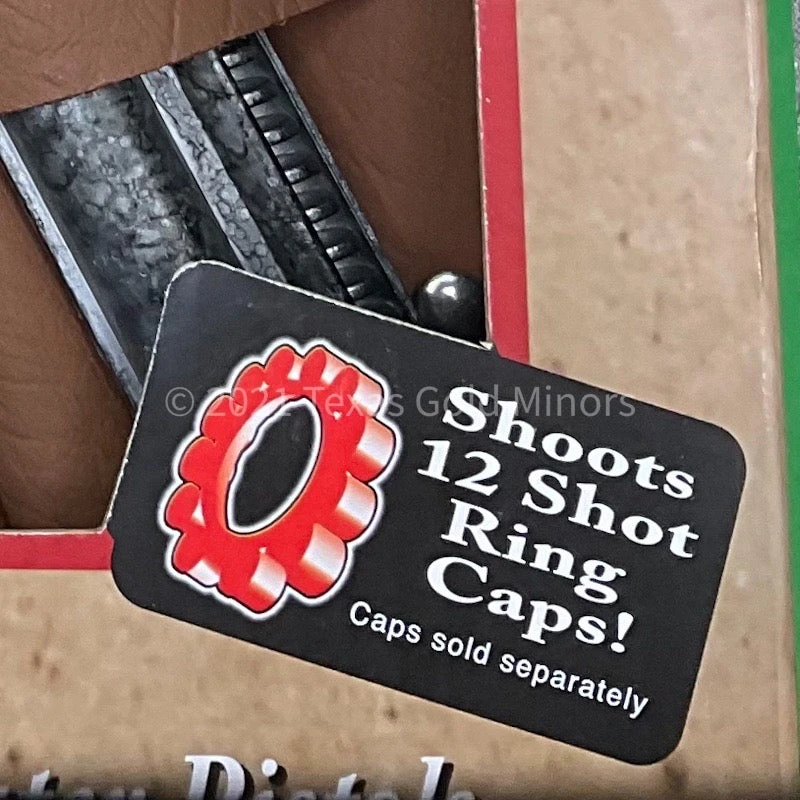 © 2021 Texas Gold Minors
Shoots
12 Shot
Ring
Caps!
Caps sold separately